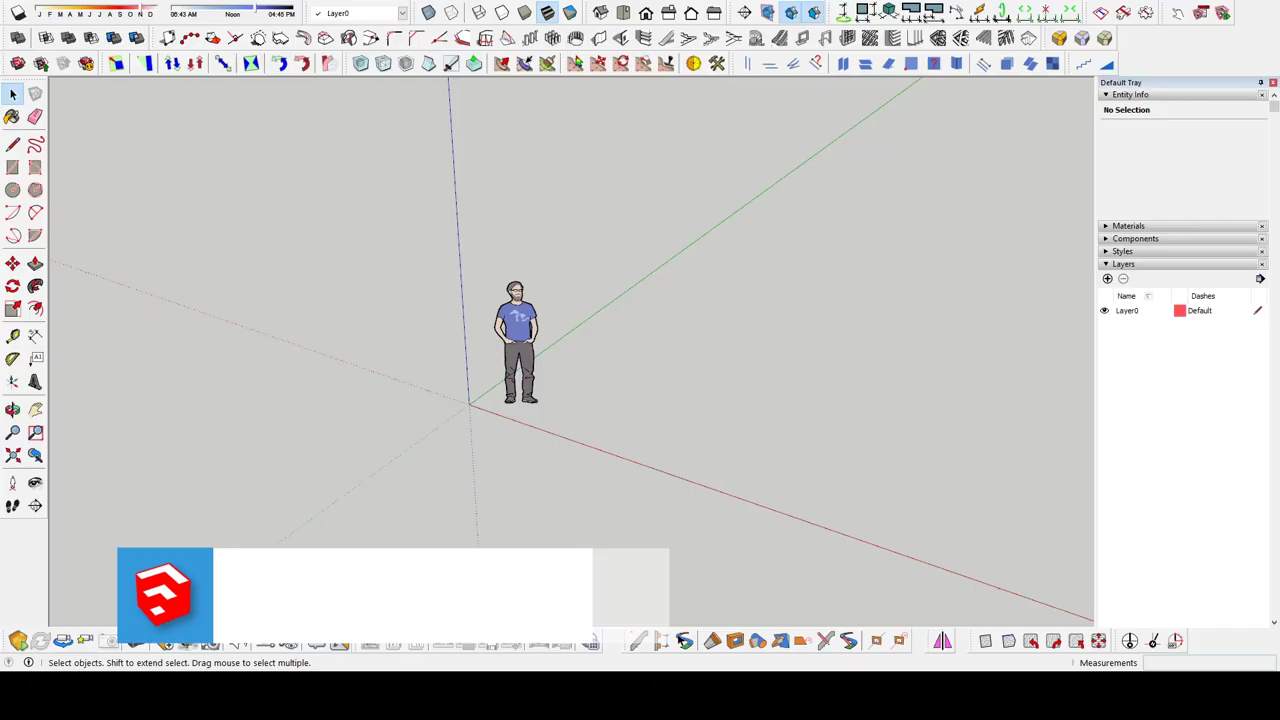 J F M A M J J A S O N D
06:43 AM Noon 04:45 PM
✓ Layer0
Default Tray
Entity Info
No Selection
Materials
Components
Styles
Layers
Name Dashes
Layer0 Default
A1
Select objects. Shift to extend select. Drag mouse to select multiple.
Measurements